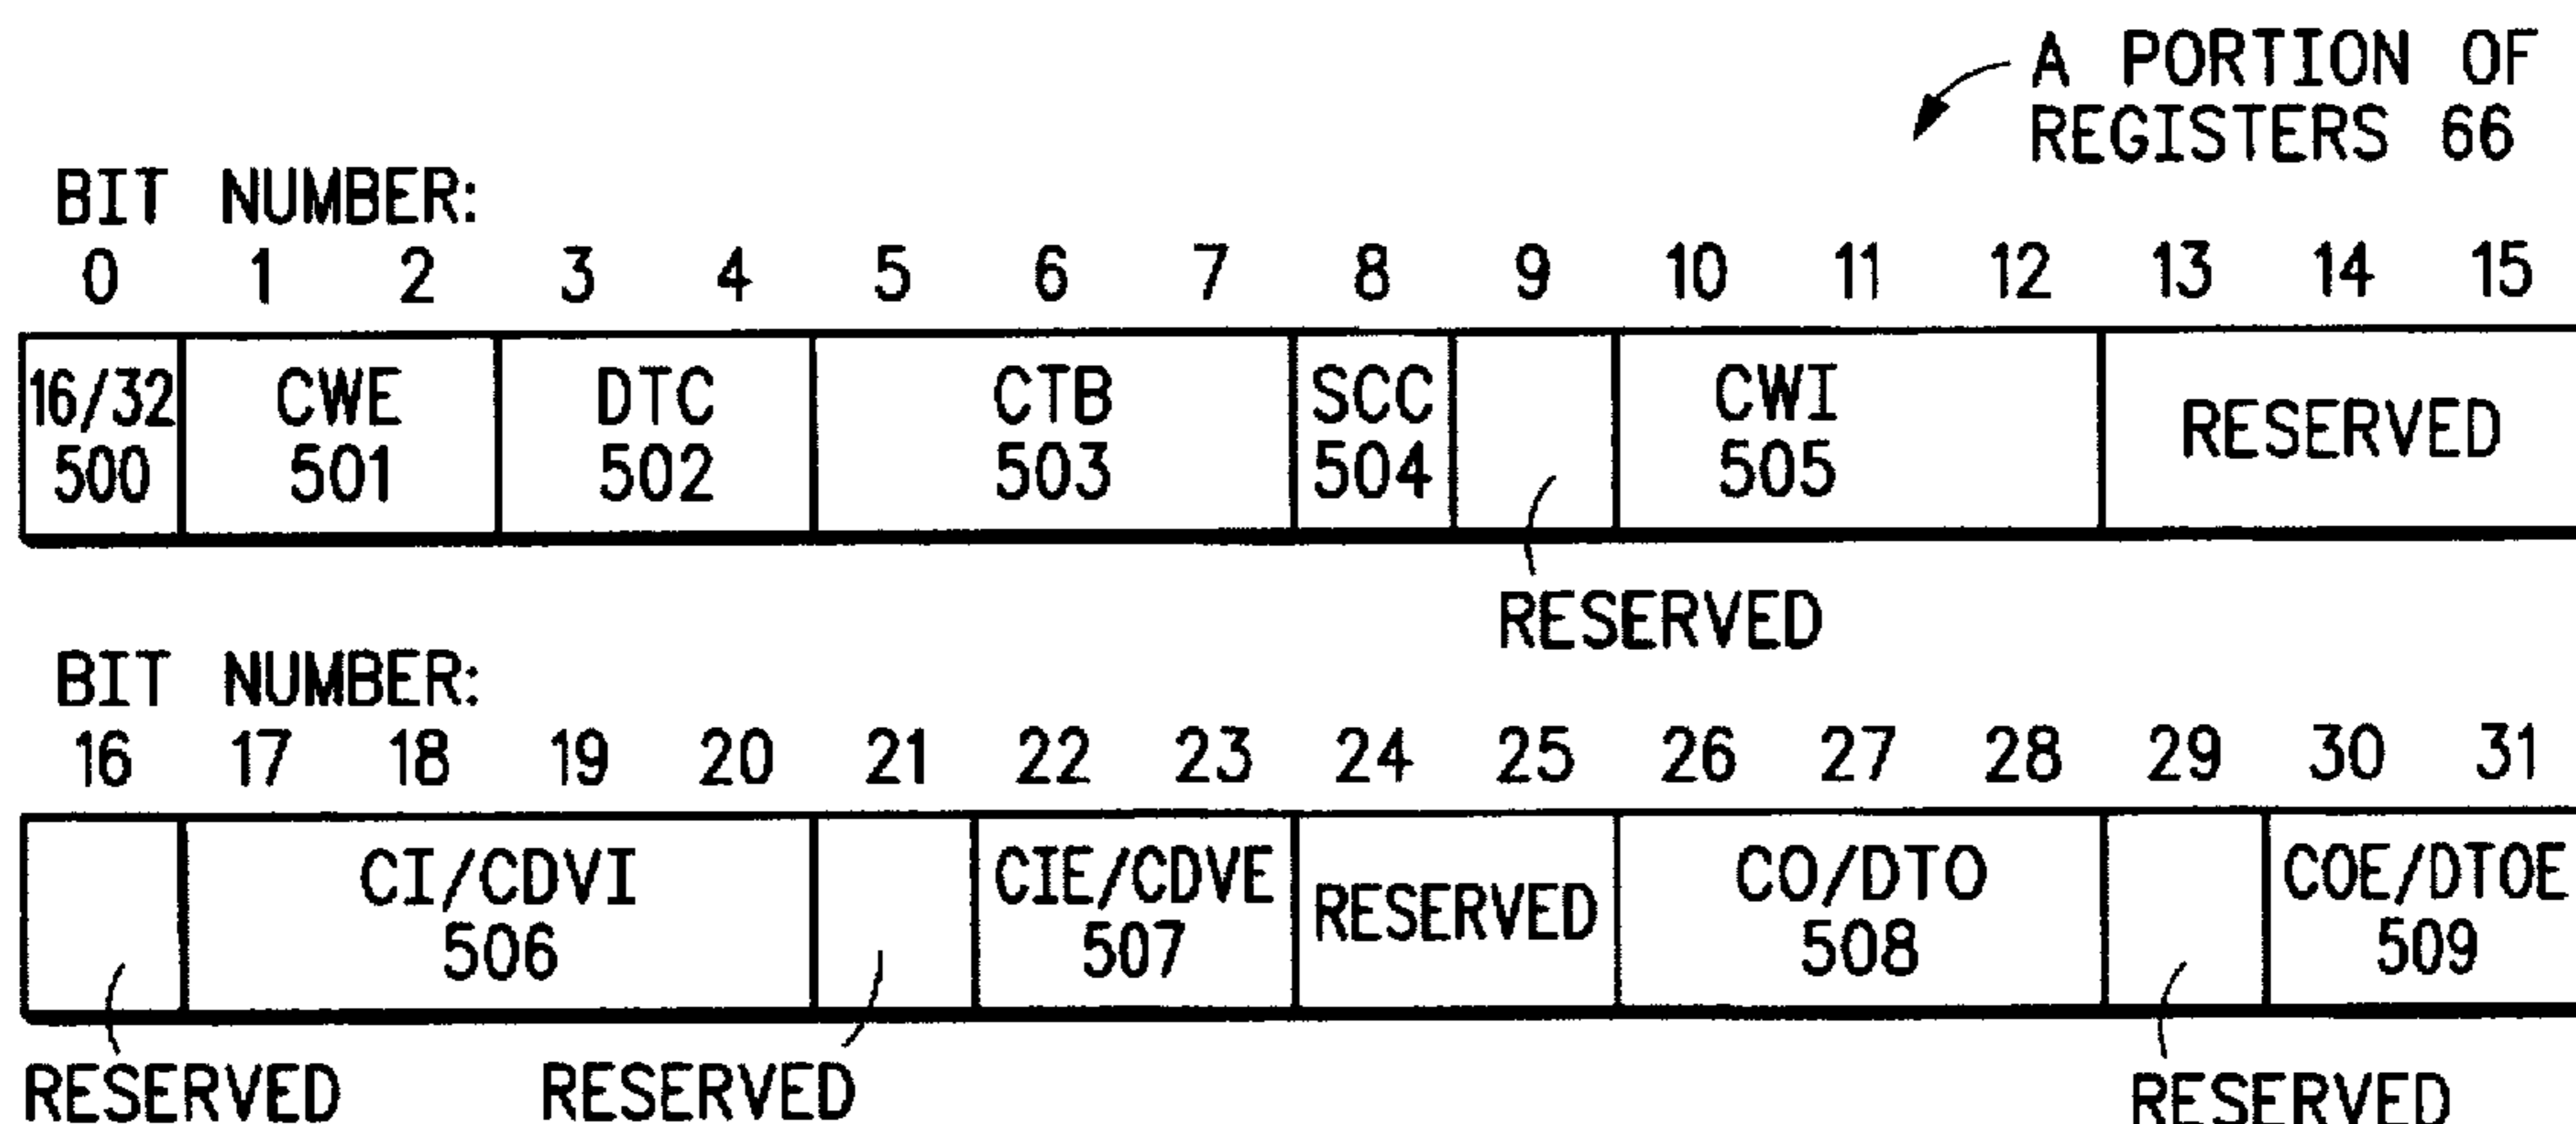 A PORTION OF
REGISTERS 66
BIT NUMBER:
0 1 2 3 4 5 6 7 8 9 10 11 12 13 14 15
16/32 CWE DTC CTB SCC CWI RESERVED
500 501 502 503 504 505
RESERVED
BIT NUMBER:
16 17 18 19 20 21 22 23 24 25 26 27 28 29 30 31
CI/CDVI CIE/CDVE RESERVED CO/DTO COE/DTOE
506 507 508 509
RESERVED RESERVED RESERVED